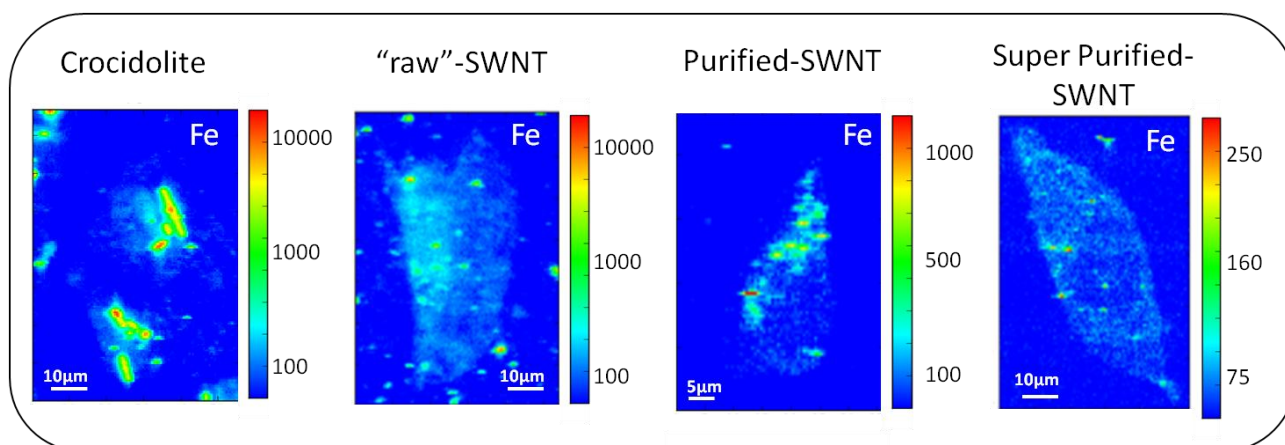 Crocidolite
Fe
10000
1000
100
10µm
“raw”-SWNT
Fe
10000
1000
100
10µm
Purified-SWNT
Fe
1000
500
100
5µm
Super Purified-
SWNT
Fe
250
160
75
10µm